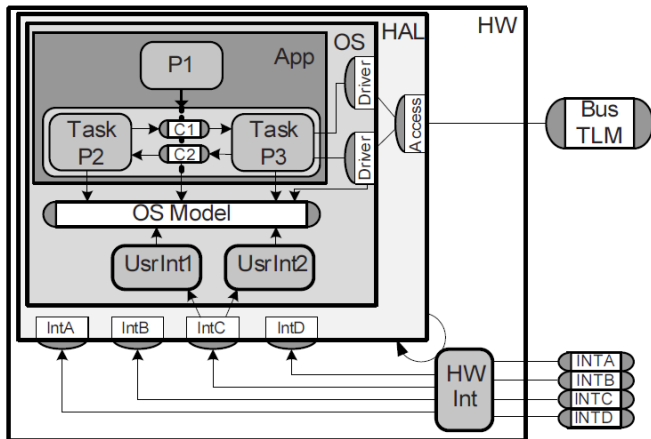 HW
HAL
OS
App
P1
Driver
Access
Bus
TLM
Task
P2
C1
C2
Task
P3
Driver
OS Model
UsrInt1
UsrInt2
IntA
IntB
IntC
IntD
HW
Int
INTA
INTB
INTC
INTD